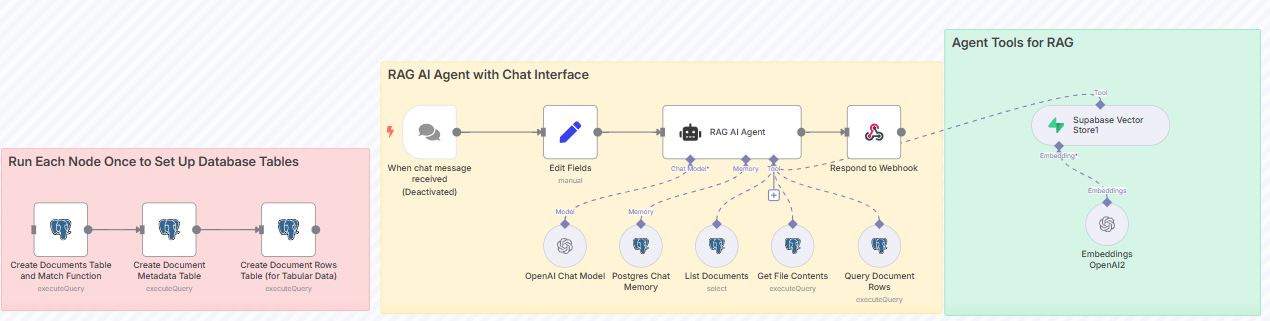 Run Each Node Once to Set Up Database Tables
Create Documents Table
and Match Function
executeQuery
Create Document
Metadata Table
executeQuery
Create Document Rows
Table (for Tabular Data)
executeQuery
RAG AI Agent with Chat Interface
When chat message
received
(Deactivated)
Edit Fields
manual
RAG AI Agent
Chat Model*
Memory
Tool
Respond to Webhook
+
Model
Memory
OpenAI Chat Model
Postgres Chat
Memory
List Documents
select
Get File Contents
executeQuery
Query Document
Rows
executeQuery
Agent Tools for RAG
Tool
Supabase Vector
Store1
Embedding*
Embeddings
Embeddings
OpenAI2